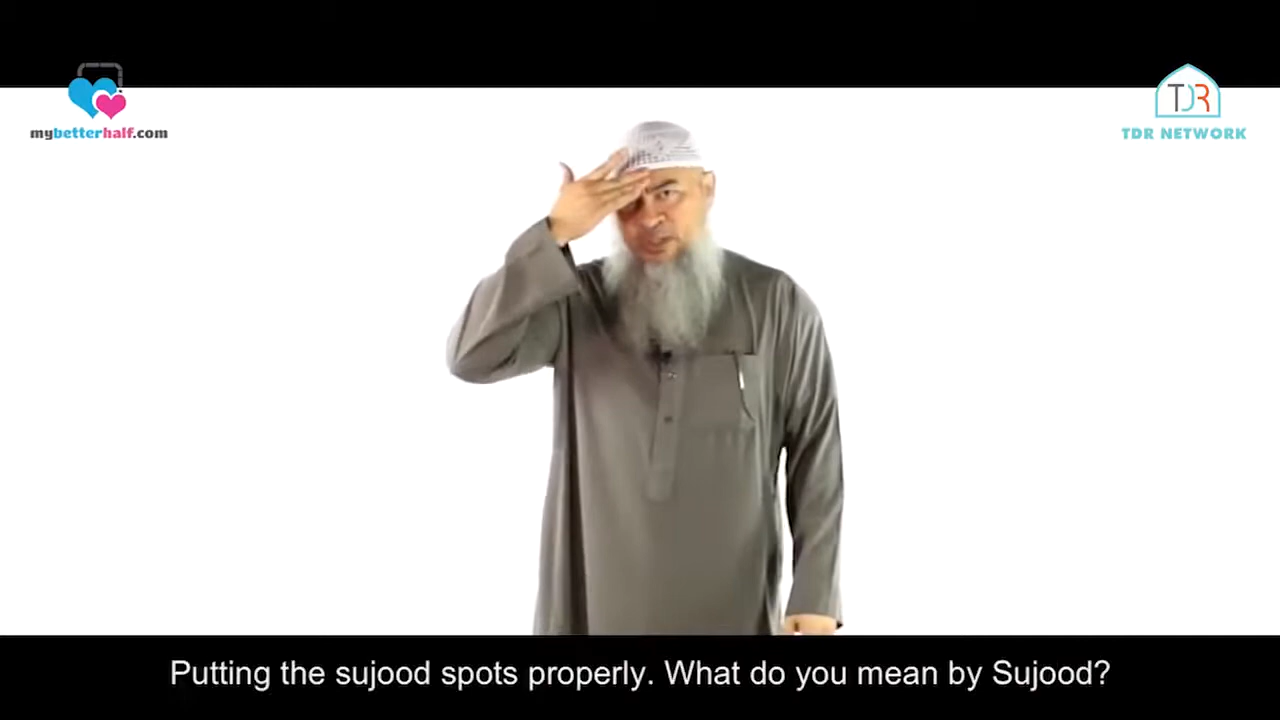 mybetterhalf.com
TDR
TDR NETWORK
Putting the sujood spots properly. What do you mean by Sujood?